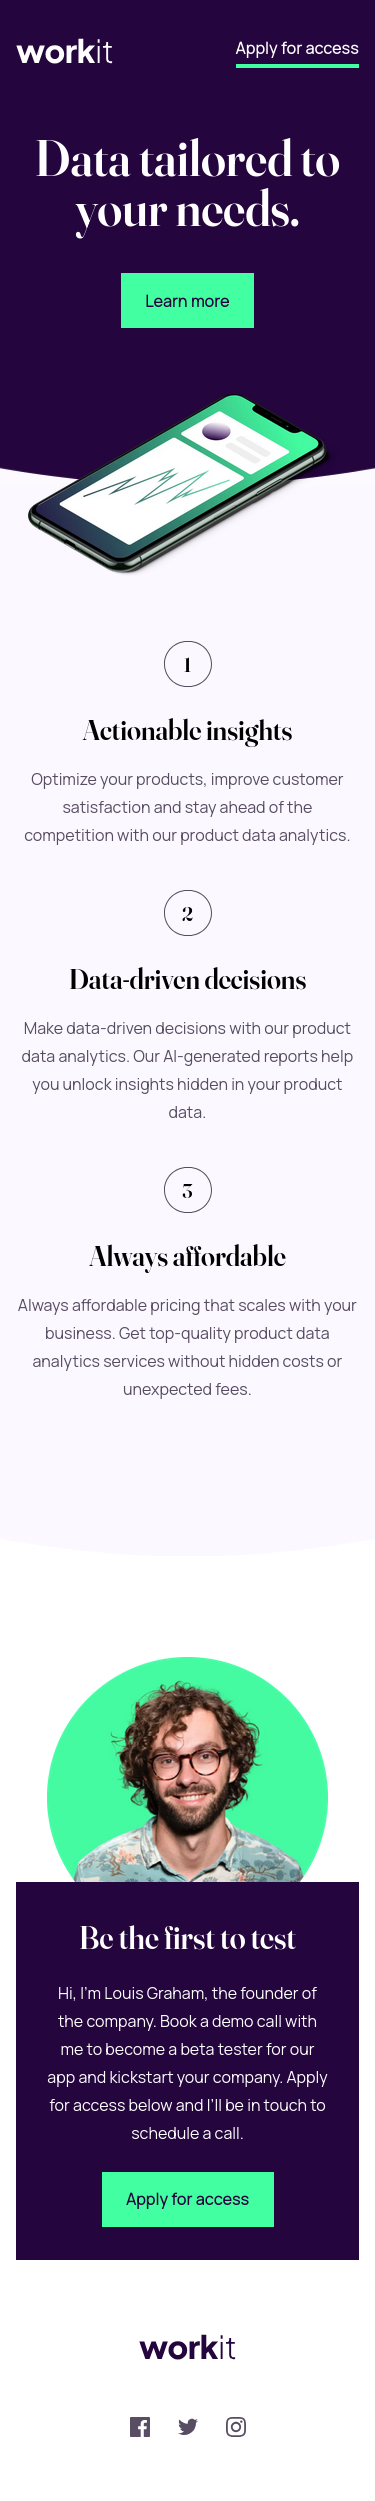 workit
Apply for access
Data tailored to
your needs.
Learn more
1
Actionable insights
Optimize your products, improve customer
satisfaction and stay ahead of the
competition with our product data analytics.
2
Data-driven decisions
Make data-driven decisions with our product
data analytics. Our AI-generated reports help
you unlock insights hidden in your product
data.
3
Always affordable
Always affordable pricing that scales with your
business. Get top-quality product data
analytics services without hidden costs or
unexpected fees.
Be the first to test
Hi, I'm Louis Graham, the founder of
the company. Book a demo call with
me to become a beta tester for our
app and kickstart your company. Apply
for access below and I'll be in touch to
schedule a call.
Apply for access
workit